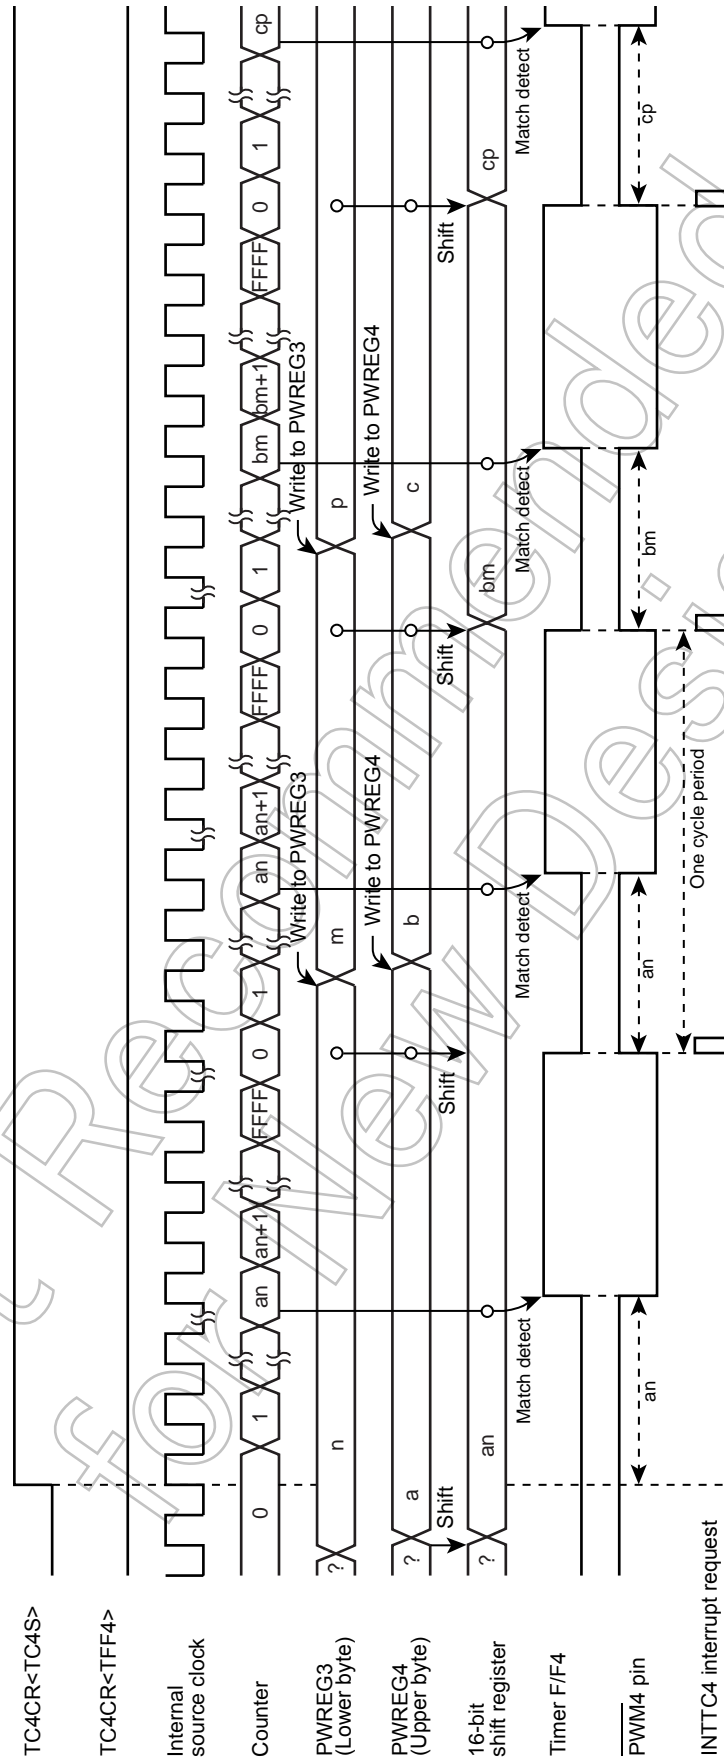 TC4CR<TC4S>
TC4CR<TFF4>
Internal
source clock
Counter
0 1 an an+1 FFFF 0 1 an an+1 FFFF 0 1 bm bm+1 FFFF 0 1 cp
Write to PWREG3
Write to PWREG3
PWREG3
(Lower byte)
? n m p
Write to PWREG4
Write to PWREG4
PWREG4
(Upper byte)
? a b c
Shift Shift Shift Shift
16-bit
shift register
? an bm cp
Match detect Match detect Match detect Match detect
Timer F/F4
PWM4 pin
an an bm cp
One cycle period
INTTC4 interrupt request
t Recommended
for New Desi